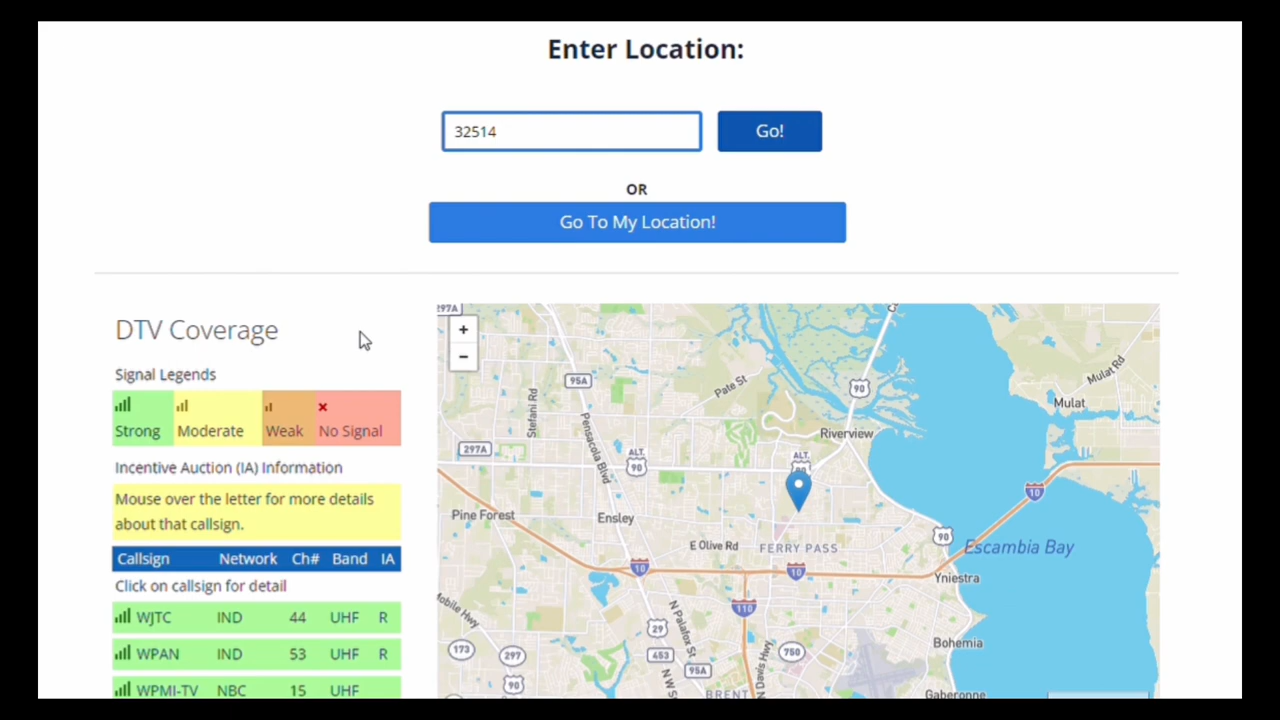 Enter Location:
32514
Go!
OR
Go To My Location!
DTV Coverage
Signal Legends
Strong Moderate Weak No Signal
Incentive Auction (IA) Information
Mouse over the letter for more details
about that callsign.
Callsign Network Ch# Band IA
Click on callsign for detail
WJTC IND 44 UHF R
WPAN IND 53 UHF R
WPMI-TV NBC 15 UHF
297A
+
−
95A
90
Pate St
Mulat Rd
Mulat
Stefani Rd
Pensacola Blvd
297A
ALT.
90
Riverview
ALT.
90
10
Pine Forest
Ensley
E Olive Rd
FERRY PASS
90
Escambia Bay
10
10
Yniestra
Mobile Hwy
110
29
N Palafox St
Davis Hwy
173
297
453
750
Bohemia
95A
90
BRENT
Gaberonne